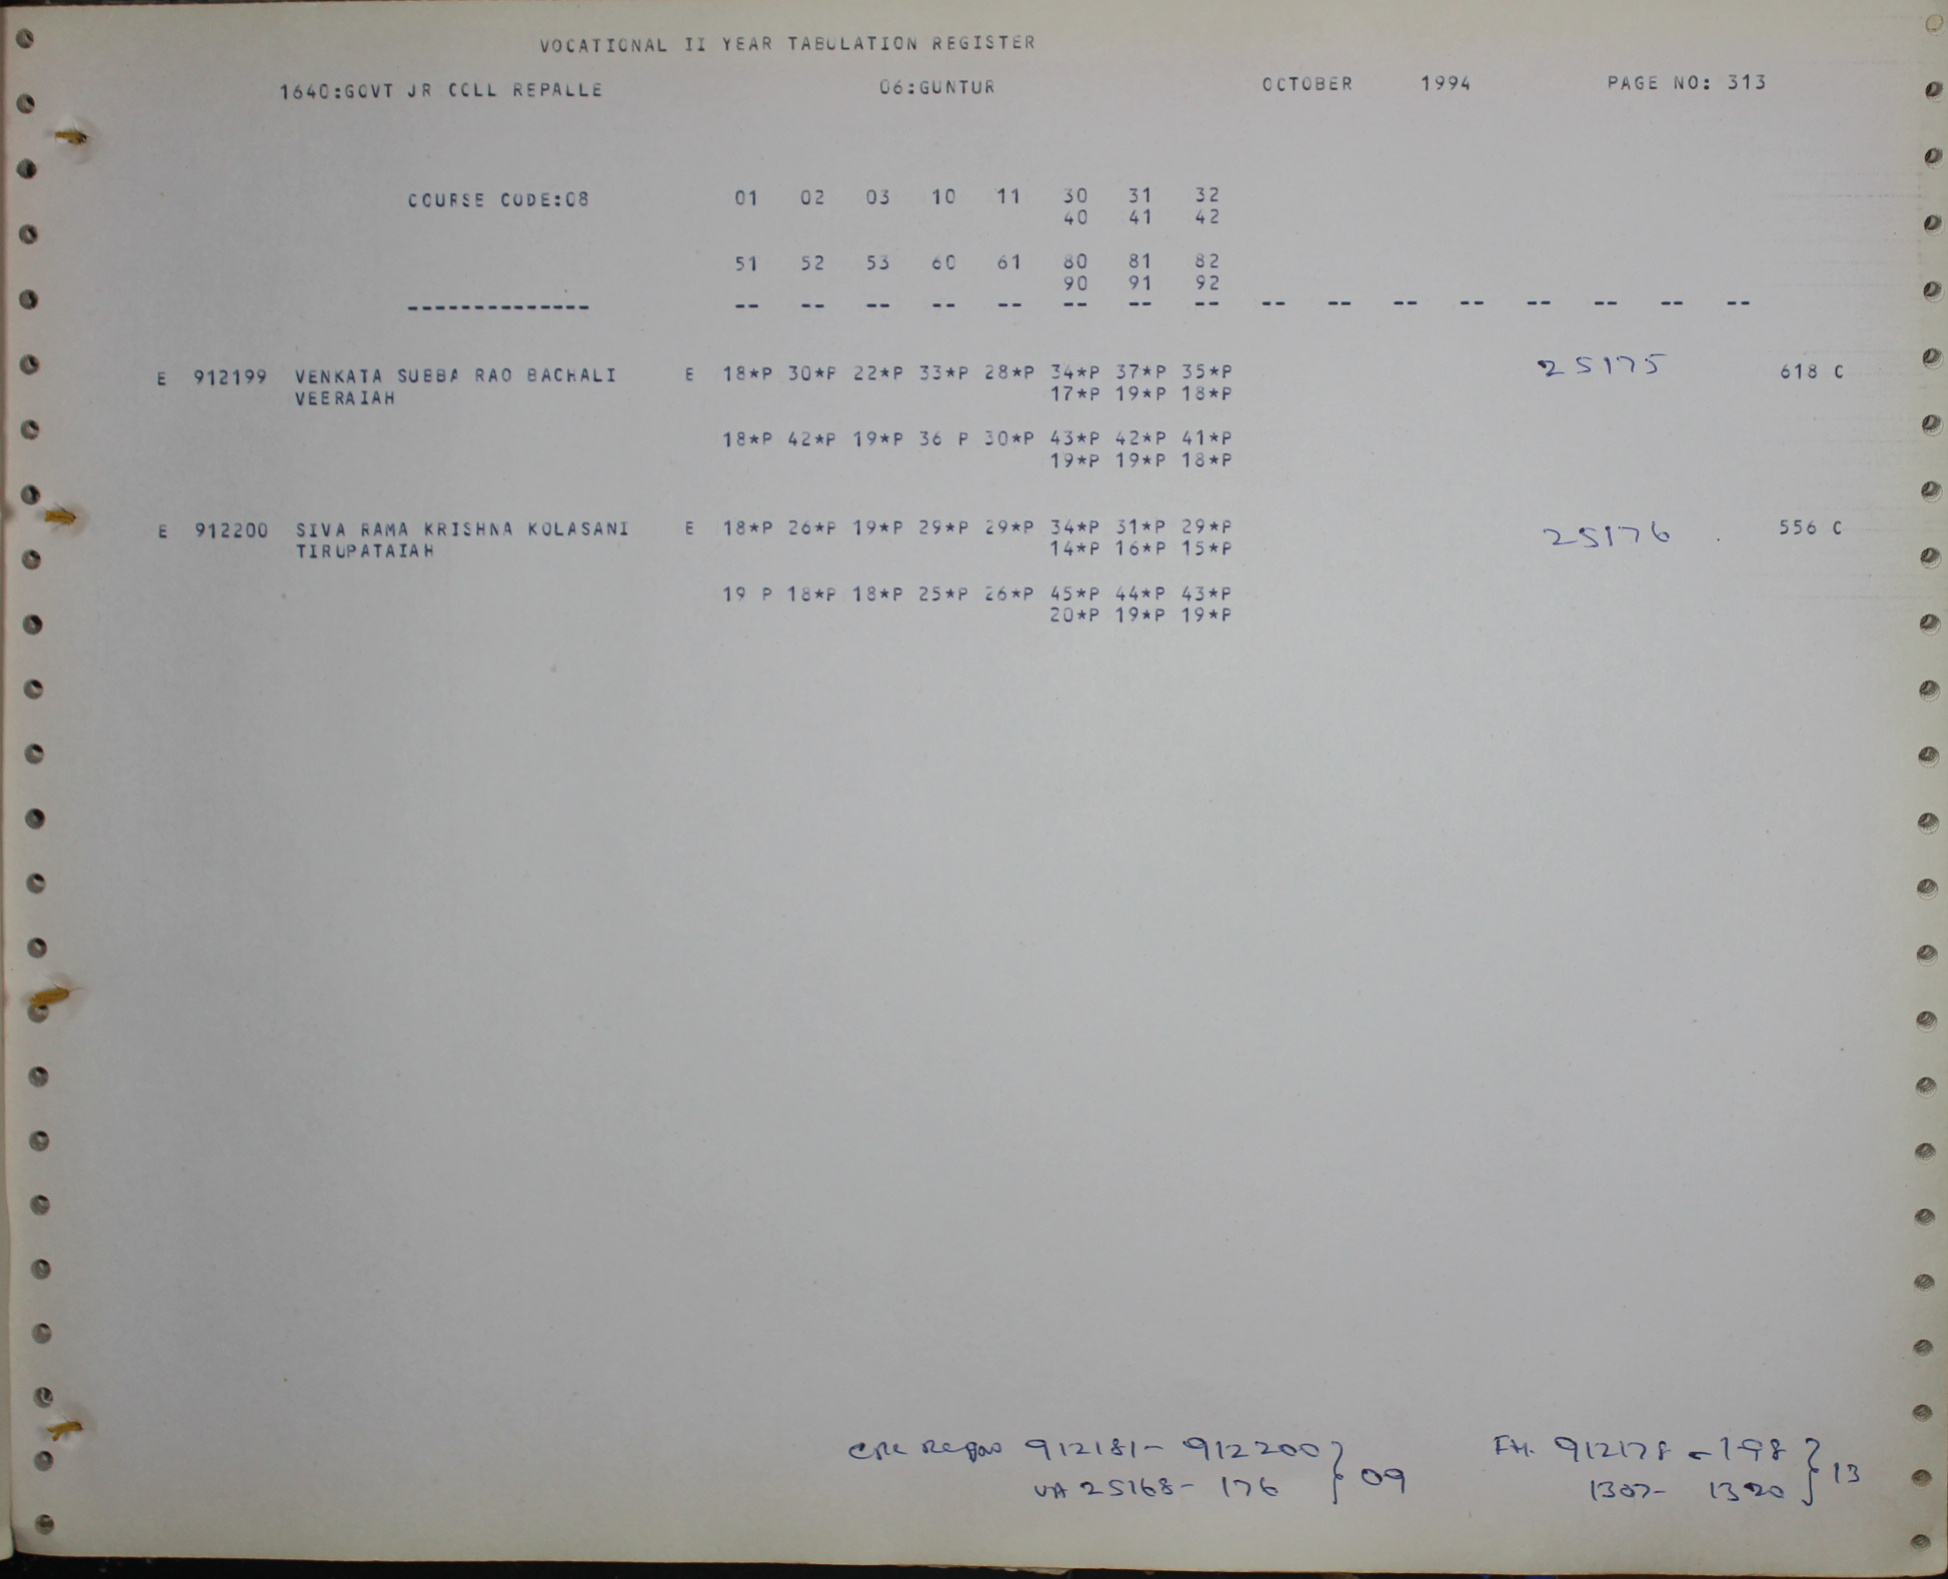 VOCATIONAL II YEAR TABULATION REGISTER
1640:GOVT JR COLL REPALLE 06:GUNTUR OCTOBER 1994 PAGE NO: 313
COURSE CODE:08 01 02 03 10 11 30 31 32
40 41 42
51 52 53 60 61 80 81 82
90 91 92
-------------- -- -- -- -- -- -- -- -- -- -- -- -- -- -- -- --
E 912199 VENKATA SUBBA RAO BACHALI E 18*P 30*P 22*P 33*P 28*P 34*P 37*P 35*P 25175 618 C
VEERAIAH 17*P 19*P 18*P
18*P 42*P 19*P 36 P 30*P 43*P 42*P 41*P
19*P 19*P 18*P
E 912200 SIVA RAMA KRISHNA KOLASANI E 18*P 26*P 19*P 29*P 29*P 34*P 31*P 29*P 25176 556 C
TIRUPATAIAH 14*P 16*P 15*P
19 P 18*P 18*P 25*P 26*P 45*P 44*P 43*P
20*P 19*P 19*P
912181- 912200 912178 - 198
25168- 176 09 1307- 1320 13